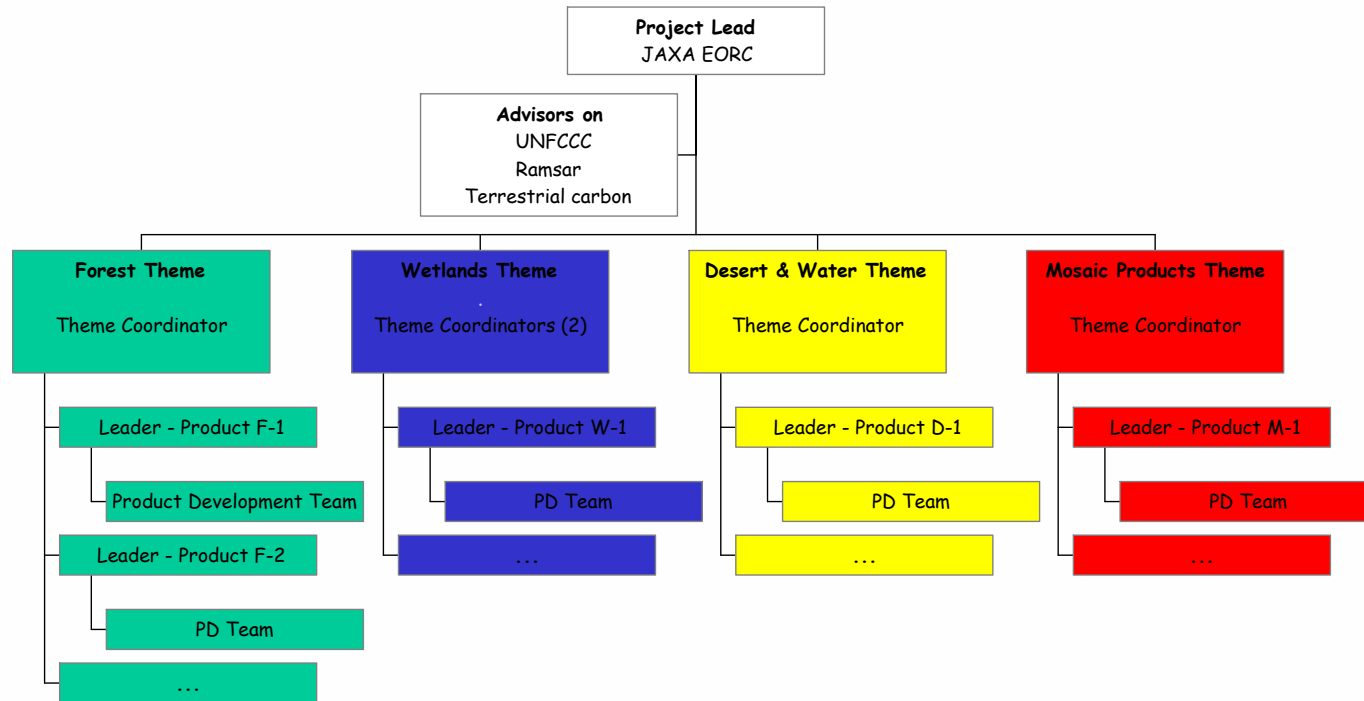 Project Lead
JAXA EORC
Advisors on
UNFCCC
Ramsar
Terrestrial carbon
Forest Theme
Theme Coordinator
Leader - Product F-1
Product Development Team
Leader - Product F-2
PD Team
...
Wetlands Theme
.
Theme Coordinators (2)
Leader - Product W-1
PD Team
...
Desert & Water Theme
Theme Coordinator
Leader - Product D-1
PD Team
...
Mosaic Products Theme
Theme Coordinator
Leader - Product M-1
PD Team
...